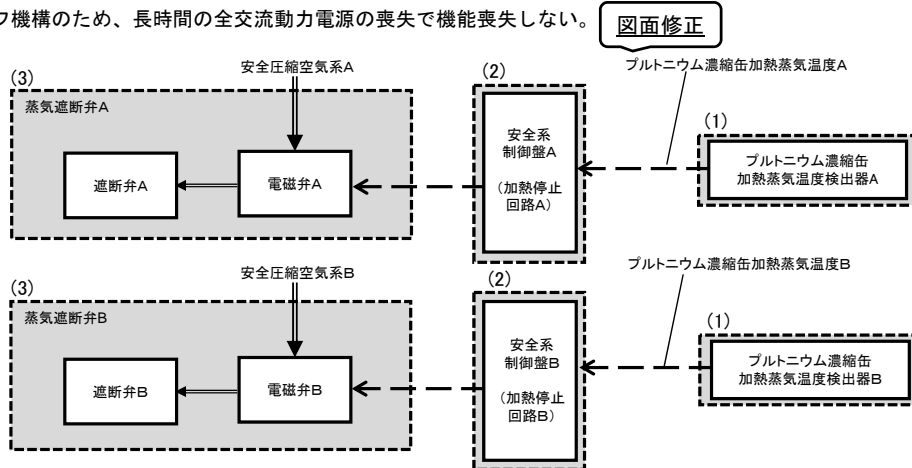 フ機構のため、長時間の全交流動力電源の喪失で機能喪失しない。
図面修正
(3)
安全圧縮空気系A
(2)
プルトニウム濃縮缶加熱蒸気温度A
蒸気遮断弁A
(1)
遮断弁A
電磁弁A
安全系
制御盤A
(加熱停止
回路A)
プルトニウム濃縮缶
加熱蒸気温度検出器A
(3)
安全圧縮空気系B
(2)
プルトニウム濃縮缶加熱蒸気温度B
蒸気遮断弁B
(1)
遮断弁B
電磁弁B
安全系
制御盤B
(加熱停止
回路B)
プルトニウム濃縮缶
加熱蒸気温度検出器B